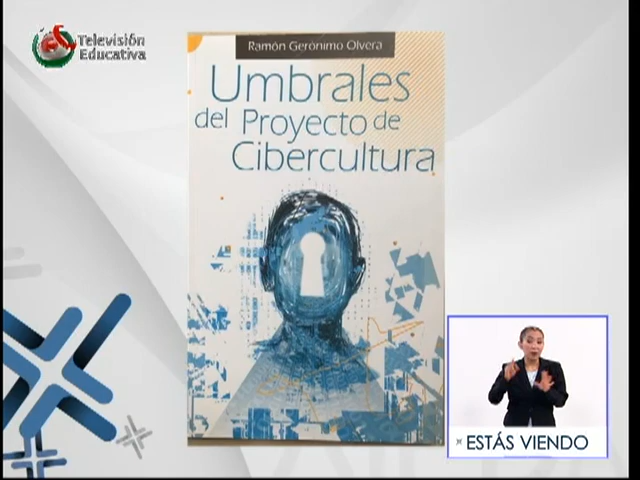 Televisión
Educativa
Ramón Gerónimo Olvera
Umbrales
del Proyecto de
Cibercultura
ESTÁS VIENDO